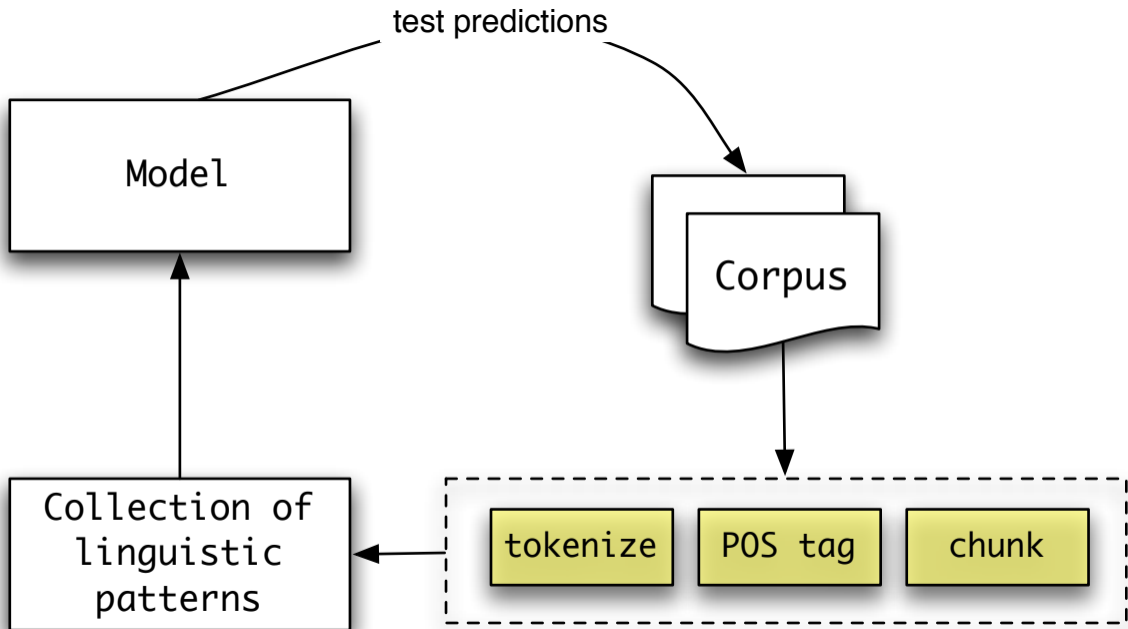 test predictions
Model
Corpus
Collection of
linguistic
patterns
tokenize
POS tag
chunk